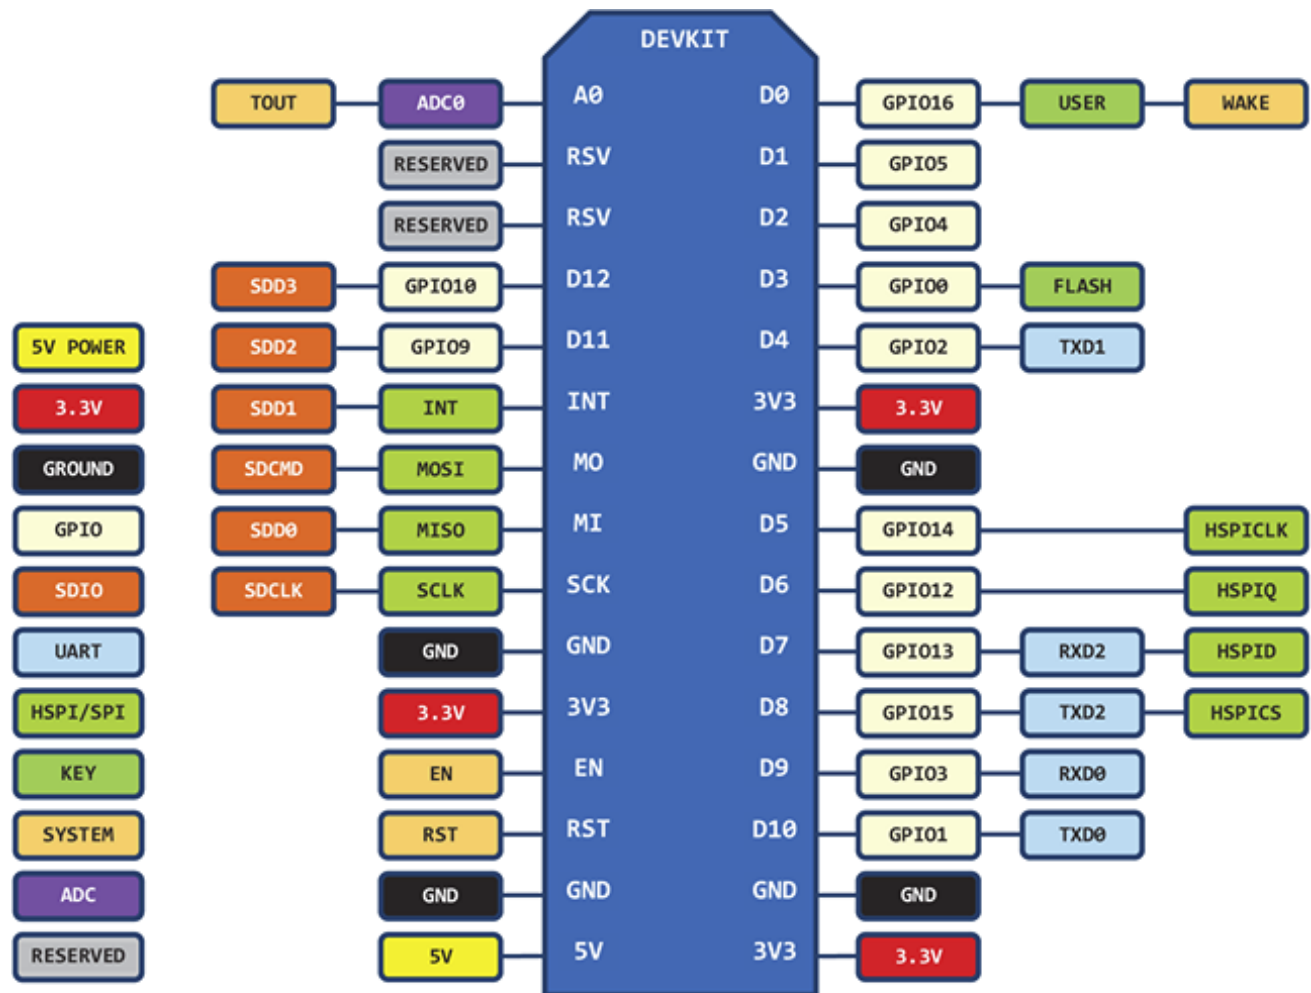 DEVKIT
TOUT ADC0 A0 D0 GPIO16 USER WAKE
RESERVED RSV D1 GPIO5
RESERVED RSV D2 GPIO4
SDD3 GPIO10 D12 D3 GPIO0 FLASH
5V POWER SDD2 GPIO9 D11 D4 GPIO2 TXD1
3.3V SDD1 INT INT 3V3 3.3V
GROUND SDCMD MOSI MO GND GND
GPIO SDD0 MISO MI D5 GPIO14 HSPICLK
SDIO SDCLK SCLK SCK D6 GPIO12 HSPIQ
UART GND GND D7 GPIO13 RXD2 HSPID
HSPI/SPI 3.3V 3V3 D8 GPIO15 TXD2 HSPICS
KEY EN EN D9 GPIO3 RXD0
SYSTEM RST RST D10 GPIO1 TXD0
ADC GND GND GND GND
RESERVED 5V 5V 3V3 3.3V